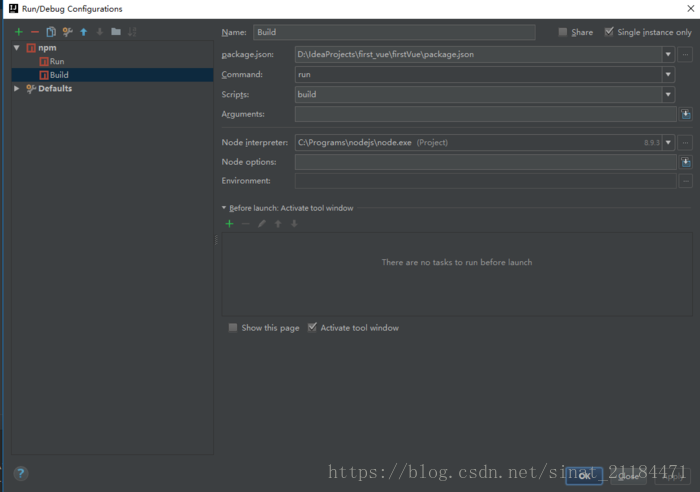 Run/Debug Configurations
npm
Run
Build
Defaults
Name: Build
Share
Single instance only
package.json: D:\IdeaProjects\first_vue\firstVue\package.json
Command: run
Scripts: build
Arguments:
Node interpreter: C:\Programs\nodejs\node.exe (Project) 8.9.3
Node options:
Environment:
Before launch: Activate tool window
There are no tasks to run before launch
Show this page
Activate tool window
?
https://blog.csdn.net/sinat_21184471
OK
Close
Apply